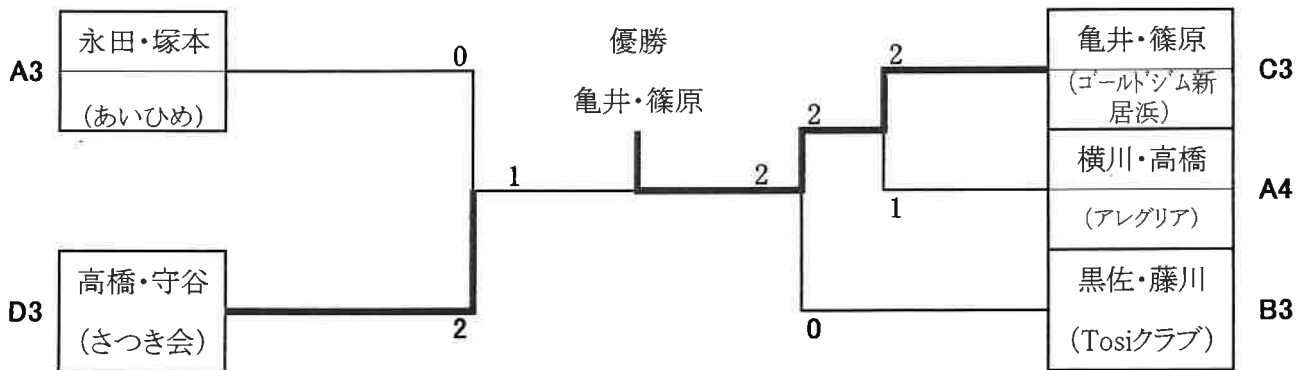 A3
永田・塚本
(あいひめ)
0
D3
高橋・守谷
(さつき会)
2
1
優勝
亀井・篠原
2
2
2
1
0
亀井・篠原
(ゴールドジム新
居浜)
C3
横川・高橋
(アレグリア)
A4
黒佐・藤川
(Tosiクラブ)
B3